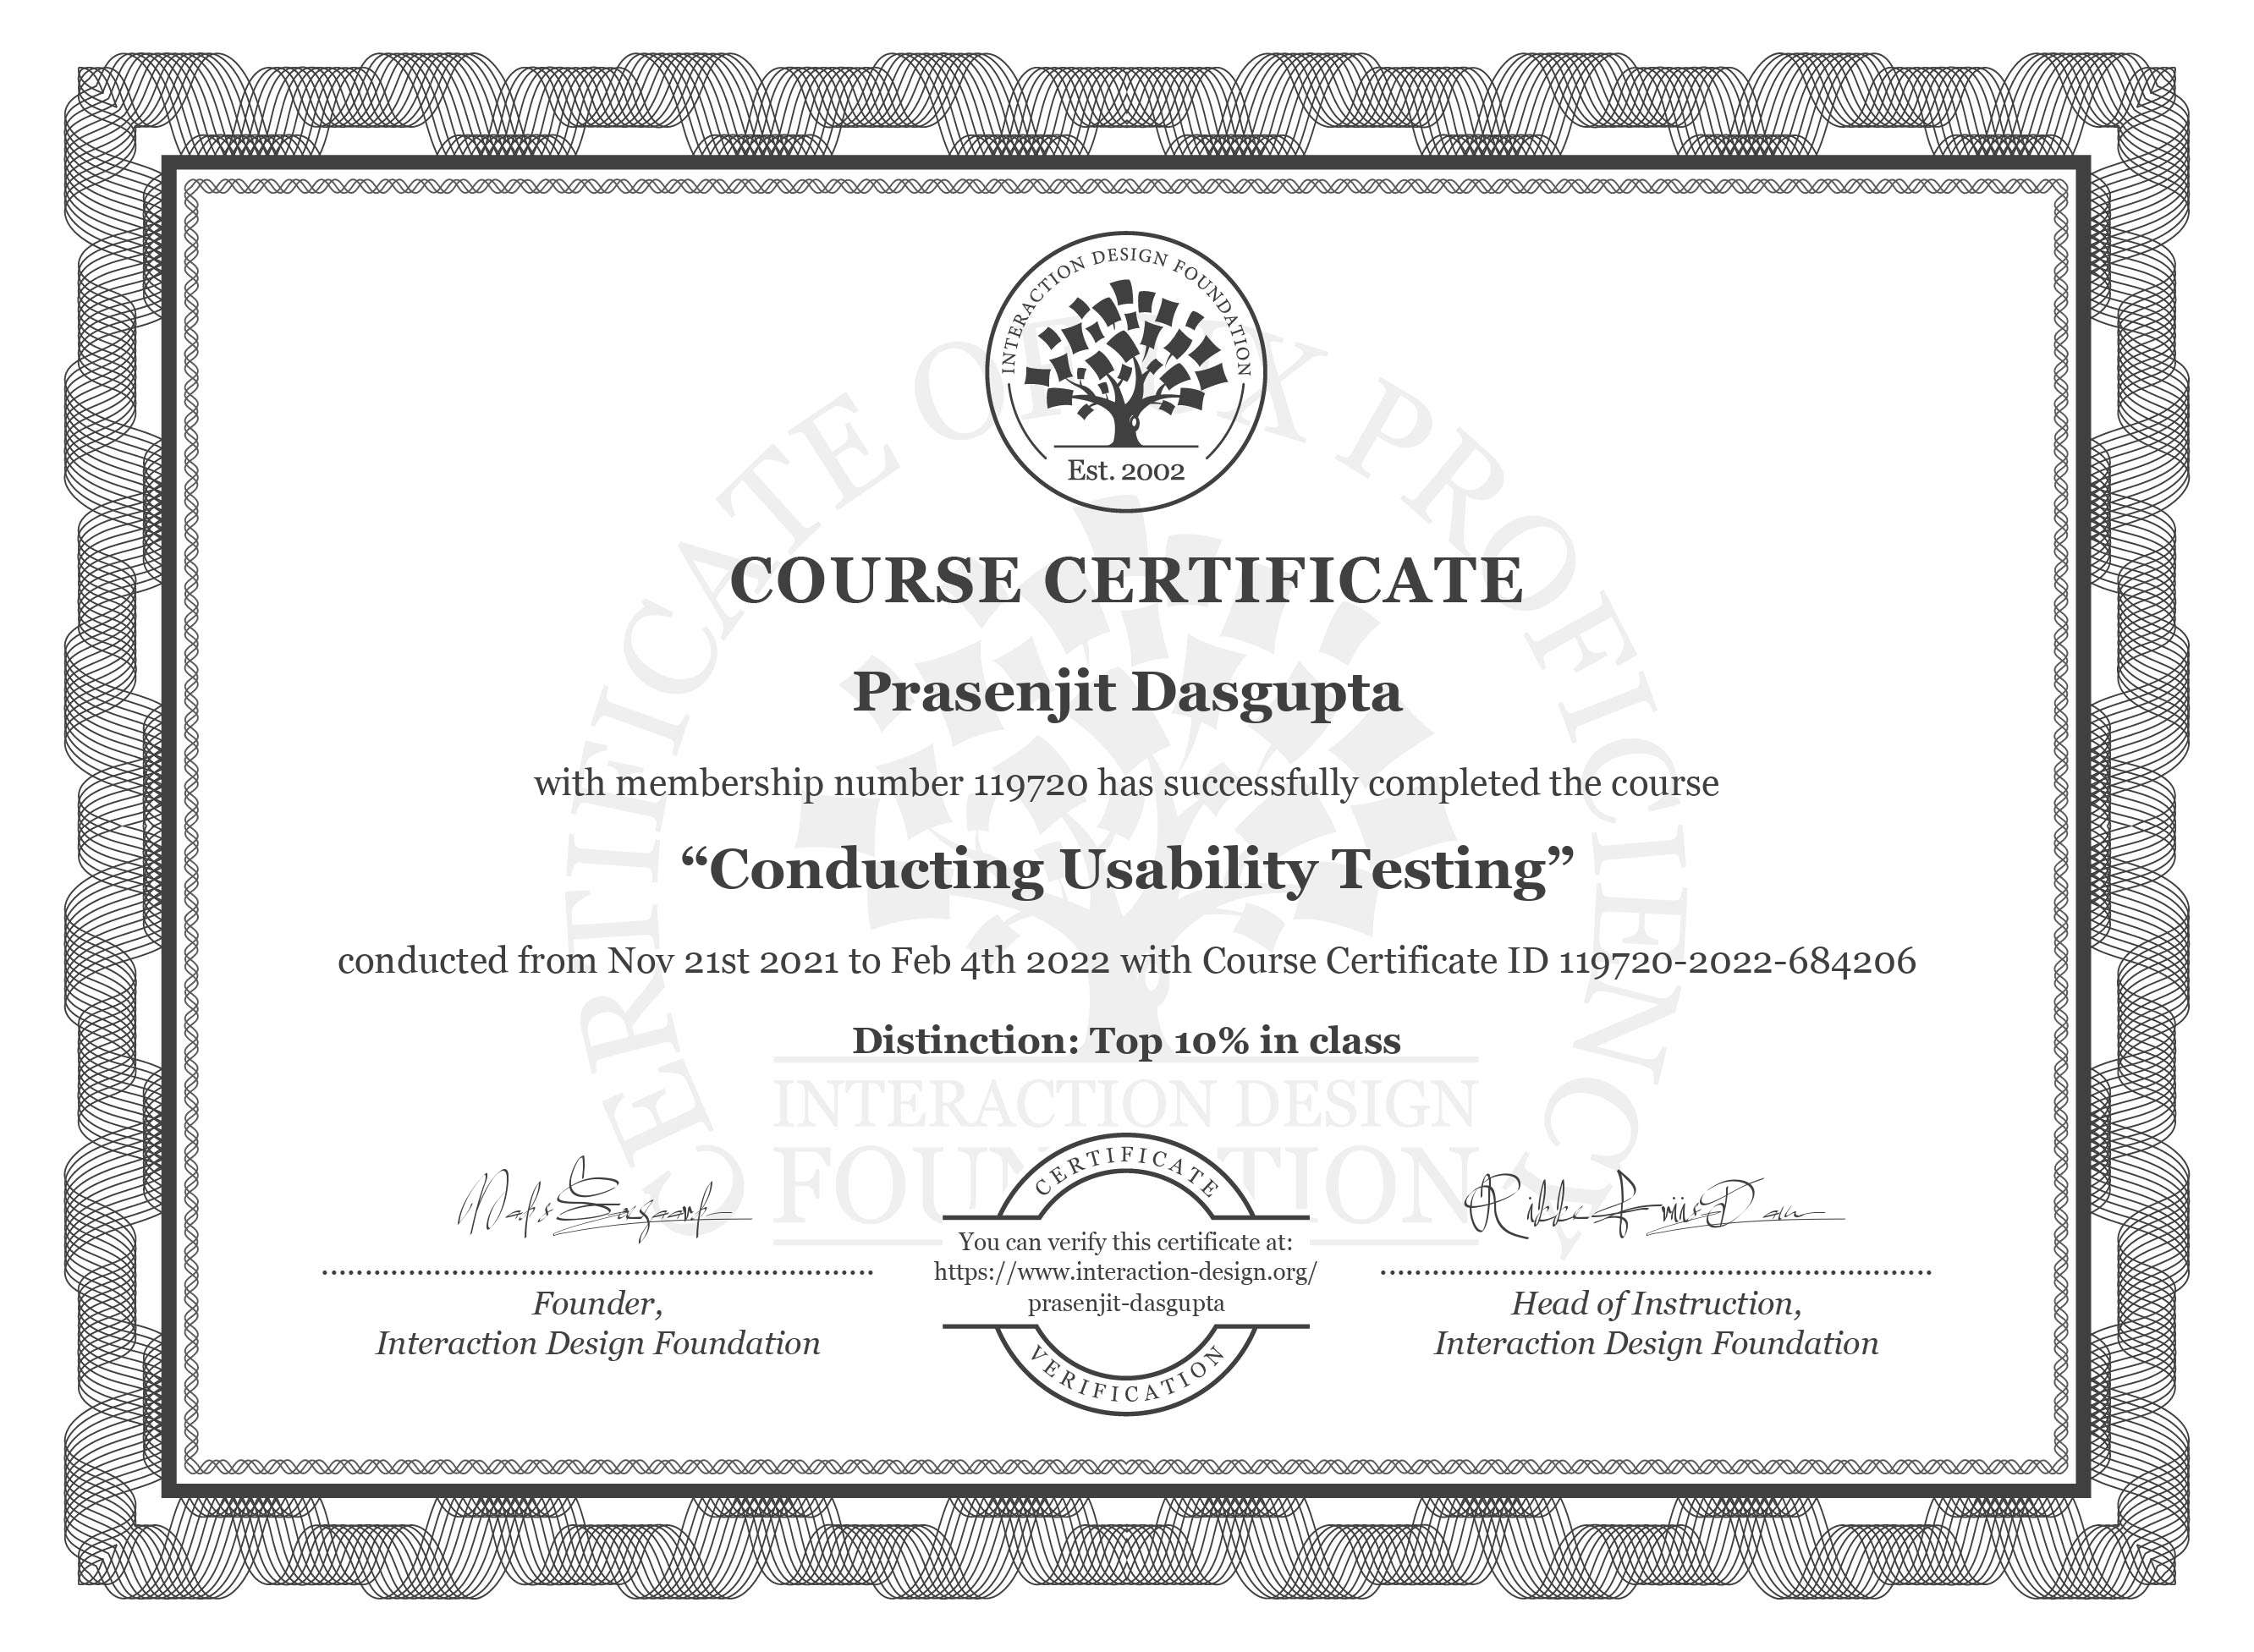 INTERACTION DESIGN FOUNDATION
Est. 2002
CERTIFICATE OF UX PROFICIENCY
COURSE CERTIFICATE
Prasenjit Dasgupta
with membership number 119720 has successfully completed the course
“Conducting Usability Testing”
conducted from Nov 21st 2021 to Feb 4th 2022 with Course Certificate ID 119720-2022-684206
Distinction: Top 10% in class
INTERACTION DESIGN
FOUNDATION
Founder,
Interaction Design Foundation
CERTIFICATE
You can verify this certificate at:
https://www.interaction-design.org/
prasenjit-dasgupta
VERIFICATION
Rikke Friis Dam
Head of Instruction,
Interaction Design Foundation